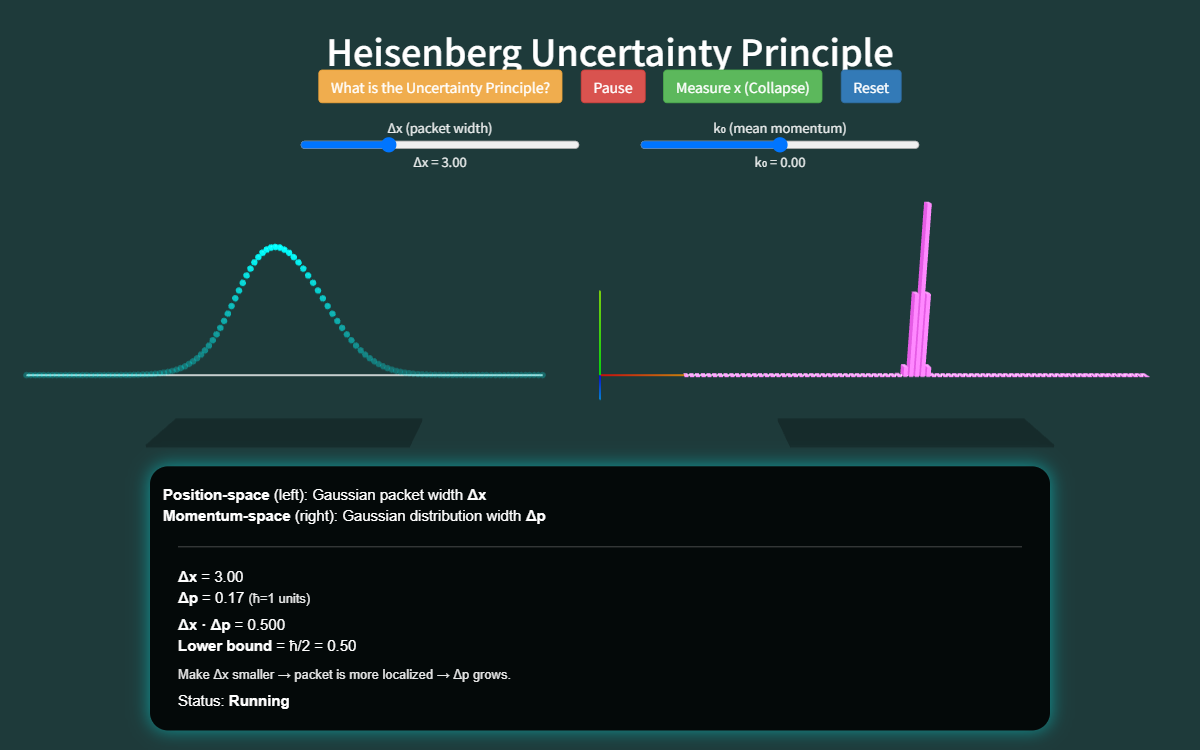 Heisenberg Uncertainty Principle
What is the Uncertainty Principle? Pause Measure x (Collapse) Reset
Δx (packet width) k₀ (mean momentum)
Δx = 3.00 k₀ = 0.00
Position-space (left): Gaussian packet width Δx
Momentum-space (right): Gaussian distribution width Δp
Δx = 3.00
Δp = 0.17 (ħ=1 units)
Δx · Δp = 0.500
Lower bound = ħ/2 = 0.50
Make Δx smaller → packet is more localized → Δp grows.
Status: Running